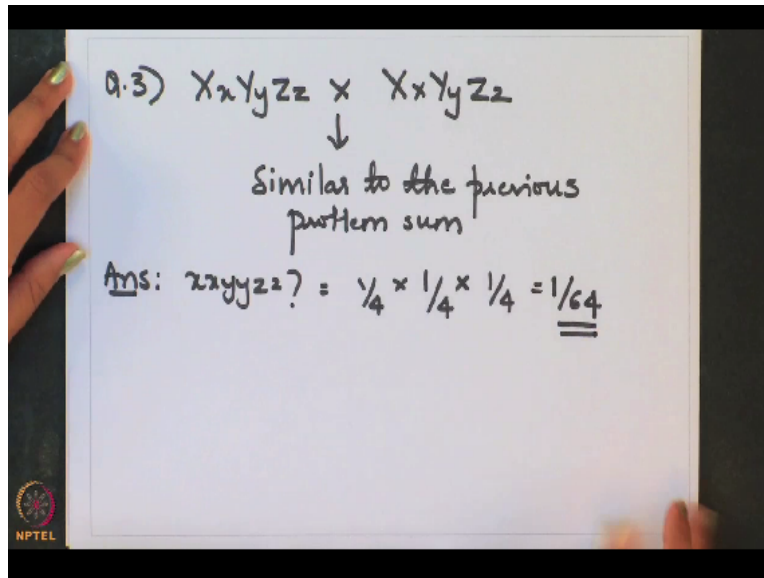 Q.3) XxYyZz x XxYyZz
↓
Similar to the previous
problem sum
Ans: xxyyzz? = 1/4 x 1/4 x 1/4 = 1/64
NPTEL